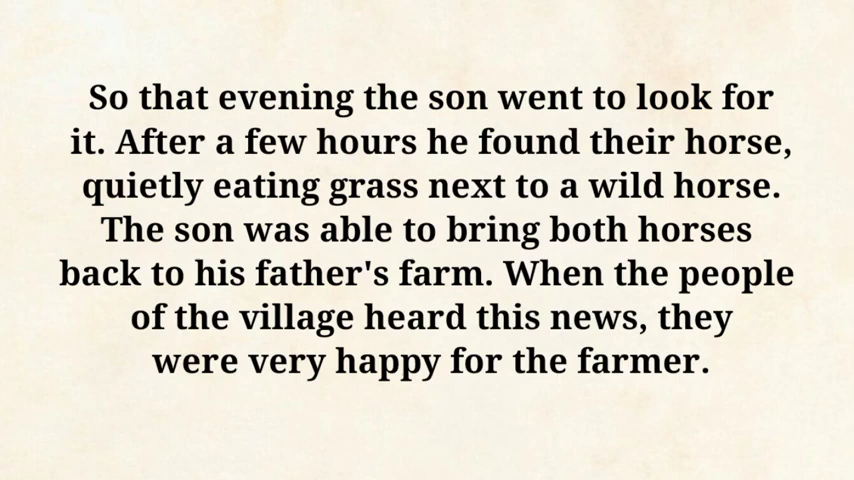 So that evening the son went to look for
it. After a few hours he found their horse,
quietly eating grass next to a wild horse.
The son was able to bring both horses
back to his father's farm. When the people
of the village heard this news, they
were very happy for the farmer.